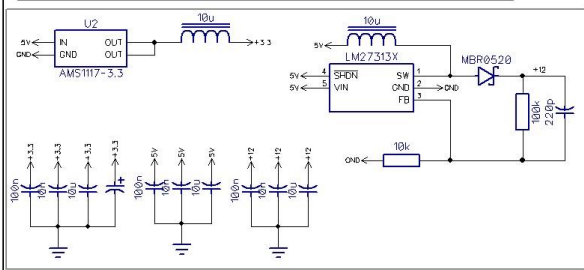 U2
IN OUT
GND OUT
AMS1117-3.3
5V
GND
10u
+3.3
10u
5V
LM27313X
MBR0520
5V 4 SHDN SW 1
5V 5 VIN GND 2 GND
FB 3
+12
100k
220p
GND 10k
+3.3 +3.3 +3.3 +3.3
100n 10n 10u +
5V 5V 5V
100n 10n 10u
+12 +12 +12
100n 10n 10u